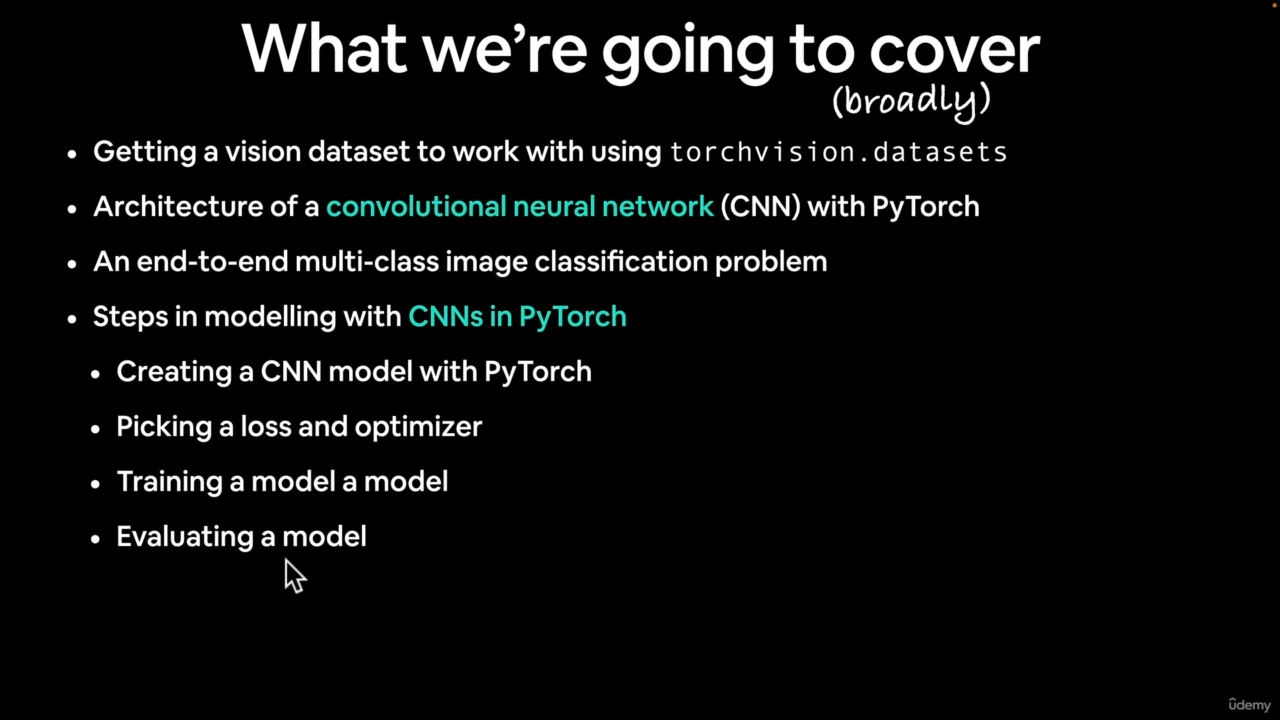 What we're going to cover
(broadly)
• Getting a vision dataset to work with using torchvision.datasets
• Architecture of a convolutional neural network (CNN) with PyTorch
• An end-to-end multi-class image classification problem
• Steps in modelling with CNNs in PyTorch
• Creating a CNN model with PyTorch
• Picking a loss and optimizer
• Training a model a model
• Evaluating a model
ûdemy